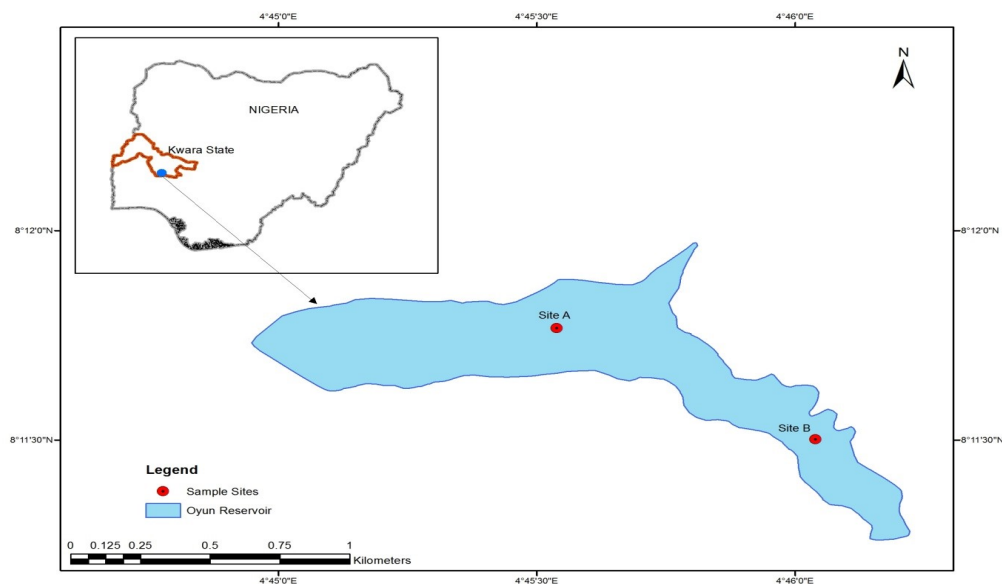 4°45'0"E 4°45'30"E 4°46'0"E
N
NIGERIA
Kwara State
8°12'0"N 8°12'0"N
Site A
Site B
8°11'30"N 8°11'30"N
Legend
Sample Sites
Oyun Reservoir
0 0.125 0.25 0.5 0.75 1
Kilometers
4°45'0"E 4°45'30"E 4°46'0"E